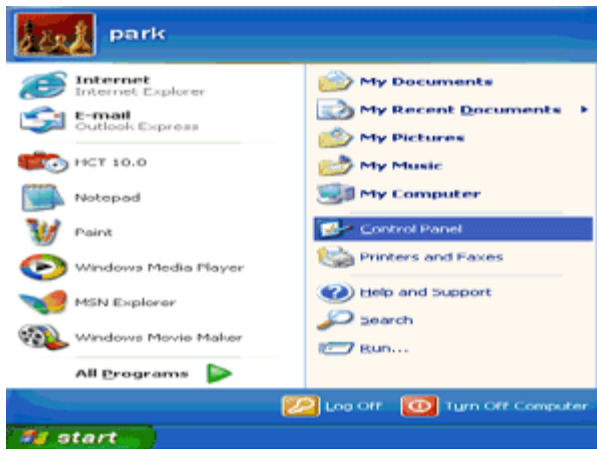 park
Internet
Internet Explorer
E-mail
Outlook Express
HCT 10.0
Notepad
Paint
Windows Media Player
MSN Explorer
Windows Movie Maker
All Programs
My Documents
My Recent Documents
My Pictures
My Music
My Computer
Control Panel
Printers and Faxes
Help and Support
Search
Run...
Log Off
Turn Off Computer
start